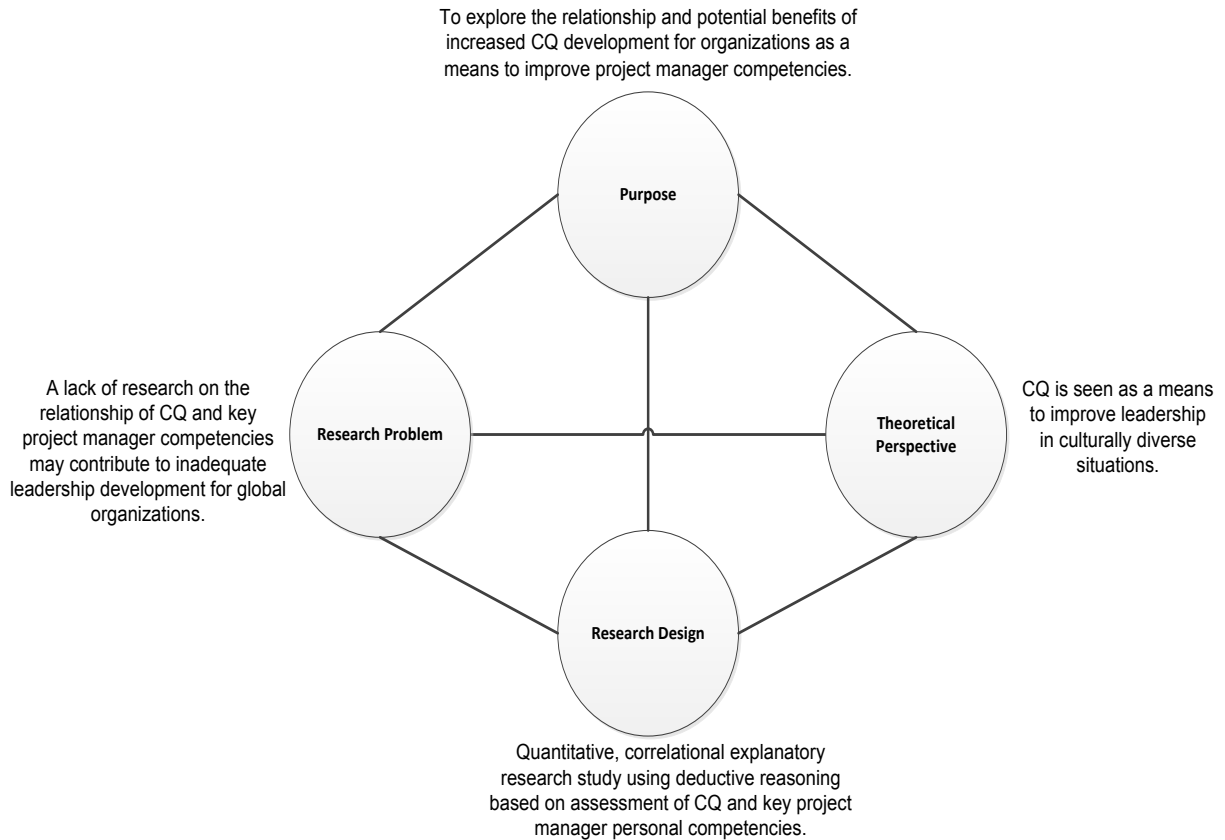 To explore the relationship and potential benefits of
increased CQ development for organizations as a
means to improve project manager competencies.
Purpose
A lack of research on the
relationship of CQ and key
project manager competencies
may contribute to inadequate
leadership development for global
organizations.
Research Problem
Theoretical
Perspective
CQ is seen as a means
to improve leadership
in culturally diverse
situations.
Research Design
Quantitative, correlational explanatory
research study using deductive reasoning
based on assessment of CQ and key project
manager personal competencies.